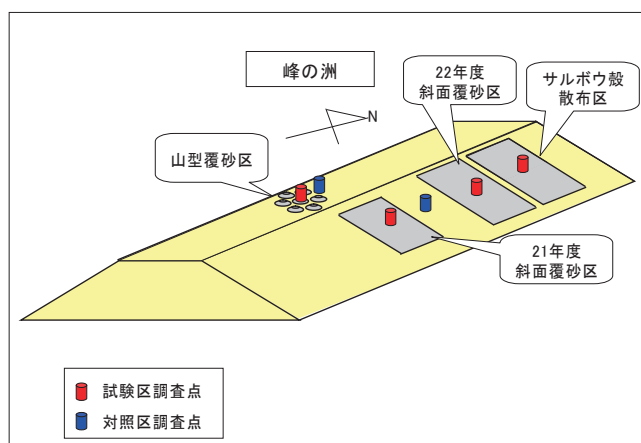 峰の洲
22年度
斜面覆砂区
サルボウ殻
散布区
N
山型覆砂区
21年度
斜面覆砂区
試験区調査点
対照区調査点